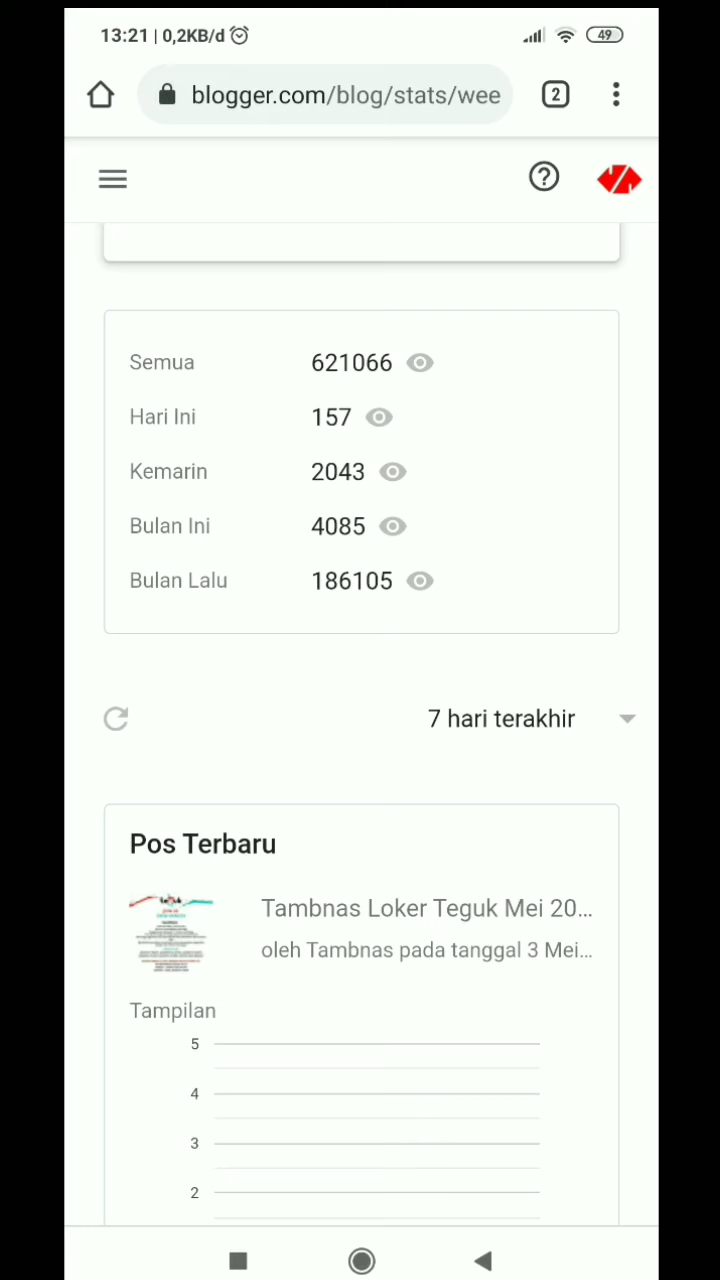 13:21 | 0,2KB/d
49
blogger.com/blog/stats/wee
2
Semua 621066
Hari Ini 157
Kemarin 2043
Bulan Ini 4085
Bulan Lalu 186105
7 hari terakhir
Pos Terbaru
teguk
Tambnas Loker Teguk Mei 20...
oleh Tambnas pada tanggal 3 Mei...
Tampilan
5
4
3
2